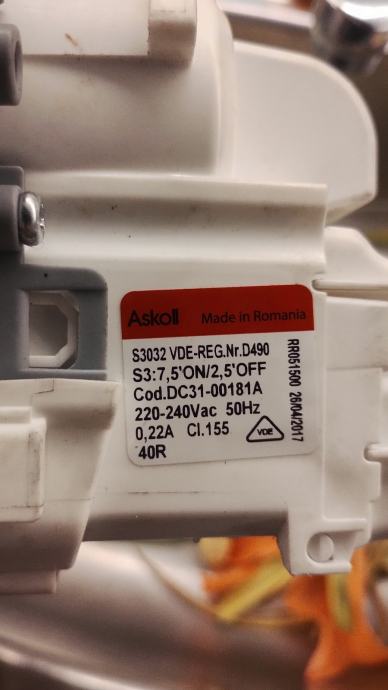 Askoll Made in Romania
S3032 VDE-REG.Nr.D490
S3:7,5'ON/2,5'OFF
Cod.DC31-00181A
220-240Vac 50Hz
0,22A Cl.155
40R
VDE
RR051500 26/04/2017